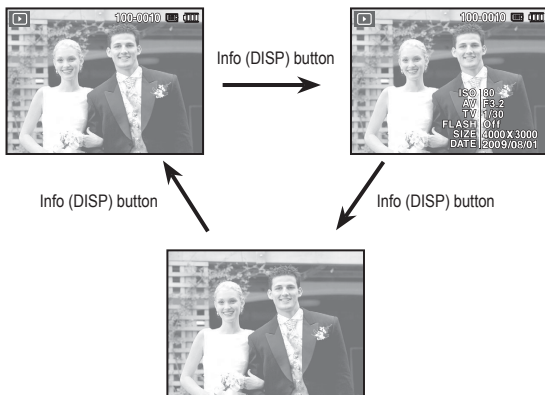 100-0010
100-0010
Info (DISP) button
ISO 80
AV F3.2
TV 1/30
FLASH Off
SIZE 4000X3000
DATE 2009/08/01
Info (DISP) button
Info (DISP) button